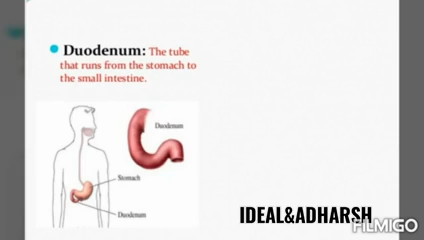 Duodenum: The tube
that runs from the stomach to
the small intestine.
Duodenum
Stomach
Duodenum
IDEAL&ADHARSH
FILMIGO